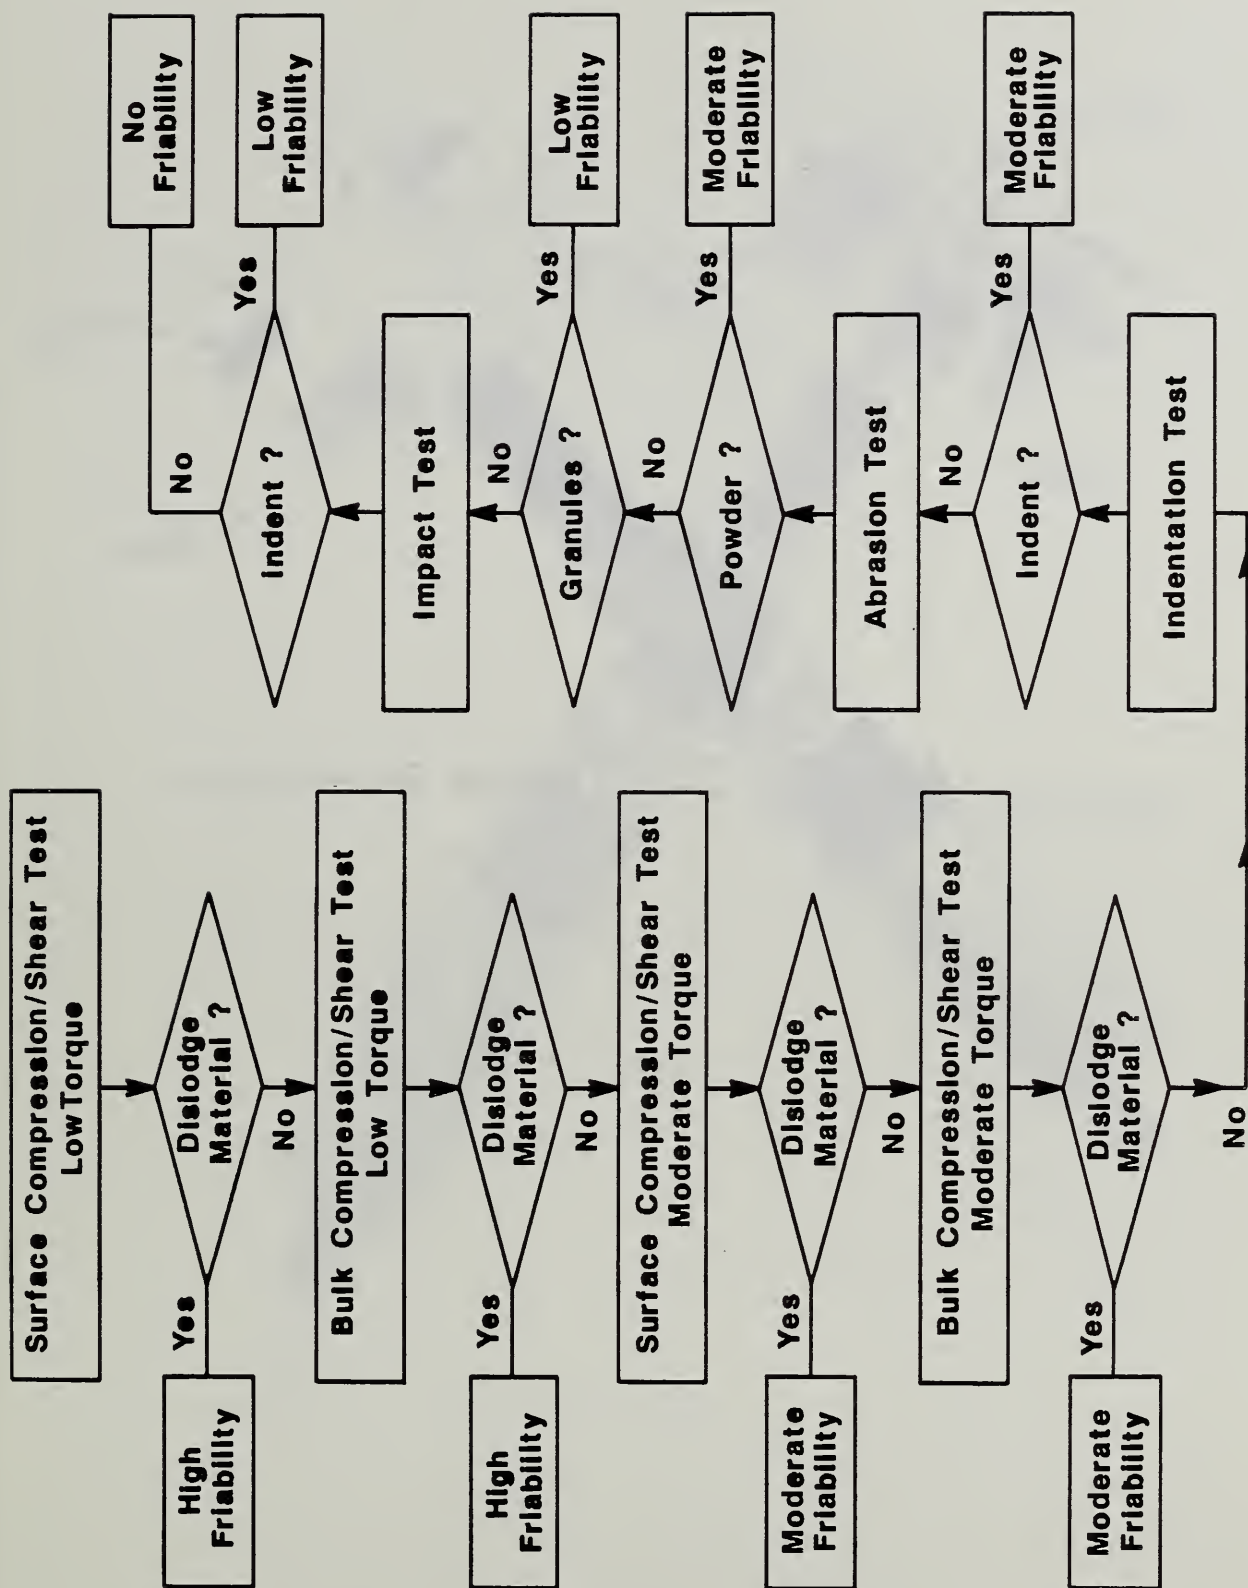 Surface Compression/Shear Test
Low Torque
Dislodge
Material ?
Yes
High
Friability
No
Bulk Compression/Shear Test
Low Torque
Dislodge
Material ?
Yes
High
Friability
No
Surface Compression/Shear Test
Moderate Torque
Dislodge
Material ?
Yes
Moderate
Friability
No
Bulk Compression/Shear Test
Moderate Torque
Dislodge
Material ?
Yes
Moderate
Friability
No
Indentation Test
Indent ?
Yes
Moderate
Friability
No
Abrasion Test
Powder ?
Yes
Moderate
Friability
No
Granules ?
Yes
Low
Friability
No
Impact Test
Indent ?
Yes
Low
Friability
No
No
Friability